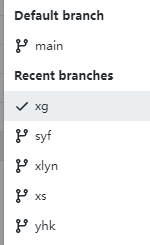 Default branch
main
Recent branches
xg
syf
xlyn
xs
yhk